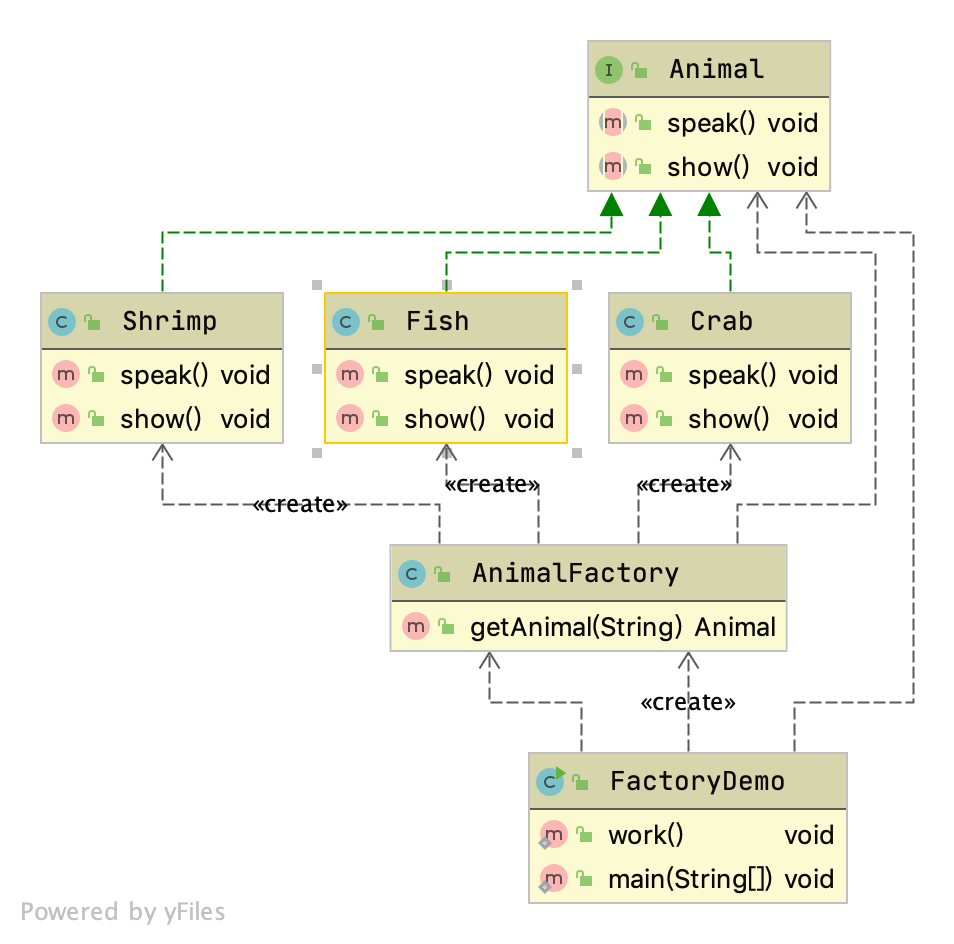 Animal
speak() void
show() void
Shrimp
speak() void
show() void
Fish
speak() void
show() void
Crab
speak() void
show() void
«create»
«create»
«create»
AnimalFactory
getAnimal(String) Animal
«create»
FactoryDemo
work() void
main(String[]) void
Powered by yFiles